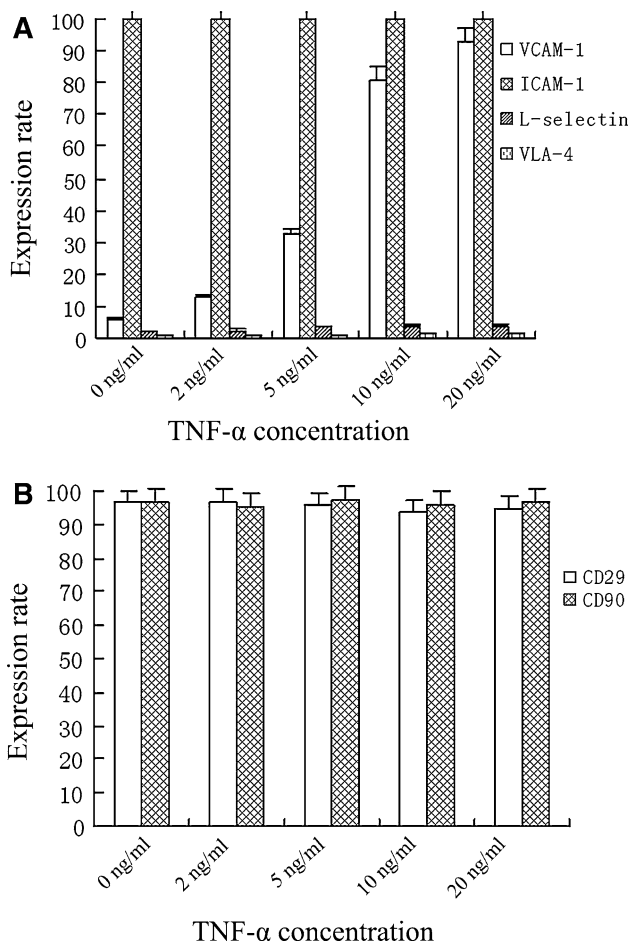 A
Expression rate
100
90
80
70
60
50
40
30
20
10
0
VCAM-1
ICAM-1
L-selectin
VLA-4
0 ng/ml
2 ng/ml
5 ng/ml
10 ng/ml
20 ng/ml
TNF-α concentration
B
Expression rate
100
90
80
70
60
50
40
30
20
10
0
CD29
CD90
0 ng/ml
2 ng/ml
5 ng/ml
10 ng/ml
20 ng/ml
TNF-α concentration